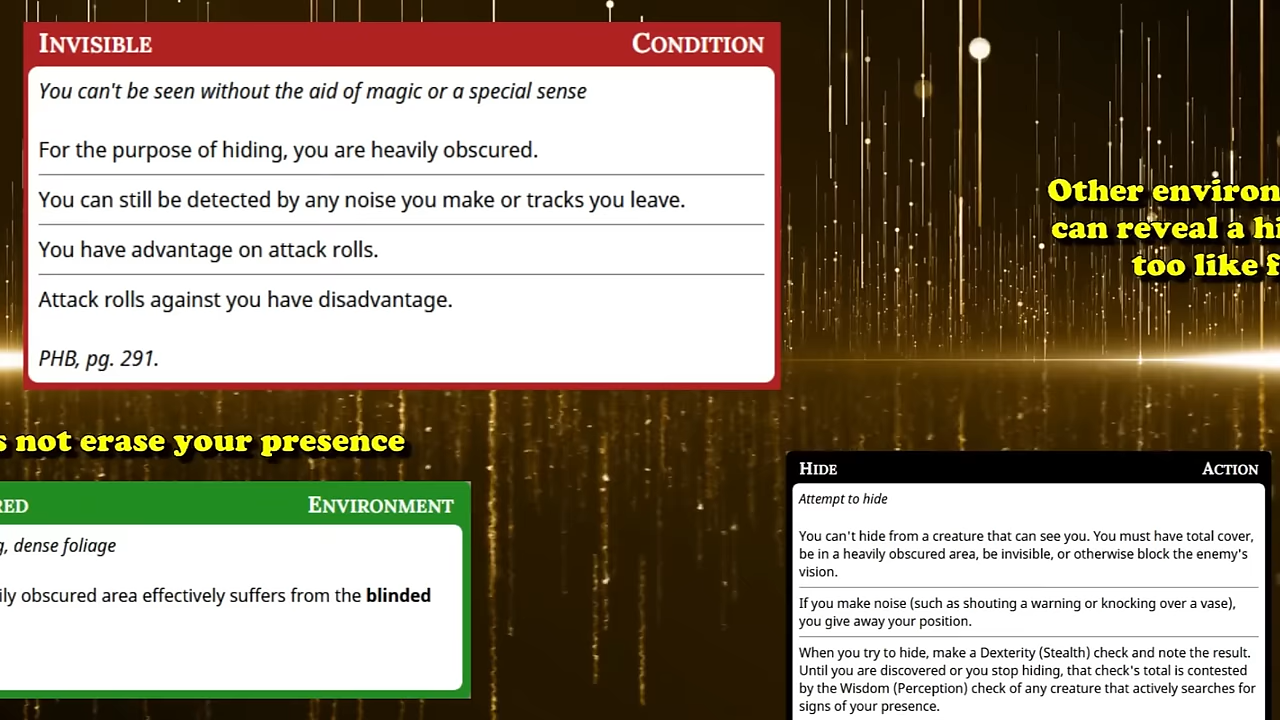 INVISIBLE CONDITION
You can't be seen without the aid of magic or a special sense
For the purpose of hiding, you are heavily obscured.
You can still be detected by any noise you make or tracks you leave.
You have advantage on attack rolls.
Attack rolls against you have disadvantage.
PHB, pg. 291.
Other environ
can reveal a hi
too like f
s not erase your presence
RED ENVIRONMENT
g, dense foliage
ily obscured area effectively suffers from the blinded
HIDE ACTION
Attempt to hide
You can't hide from a creature that can see you. You must have total cover,
be in a heavily obscured area, be invisible, or otherwise block the enemy's
vision.
If you make noise (such as shouting a warning or knocking over a vase),
you give away your position.
When you try to hide, make a Dexterity (Stealth) check and note the result.
Until you are discovered or you stop hiding, that check's total is contested
by the Wisdom (Perception) check of any creature that actively searches for
signs of your presence.